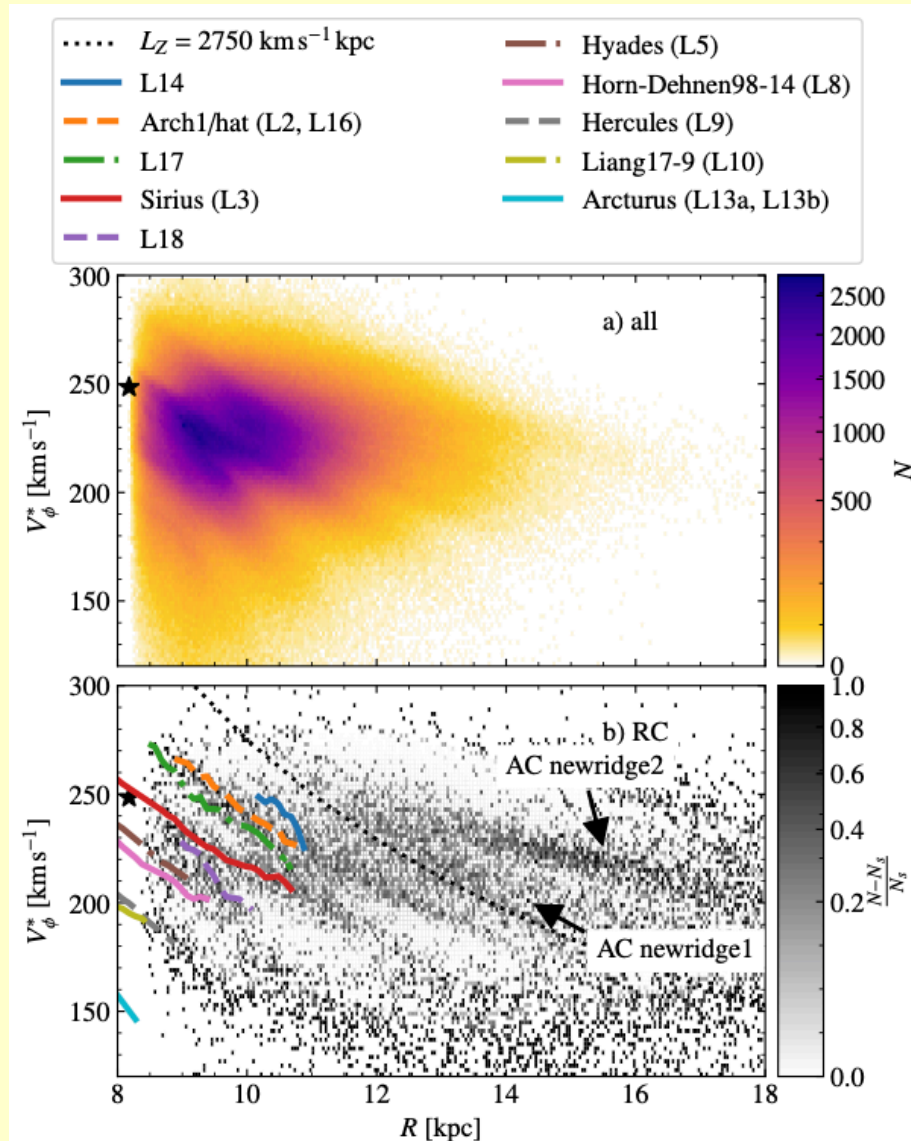 L_Z = 2750 km s⁻¹ kpc
L14
Arch1/hat (L2, L16)
L17
Sirius (L3)
L18
Hyades (L5)
Horn-Dehnen98-14 (L8)
Hercules (L9)
Liang17-9 (L10)
Arcturus (L13a, L13b)
300
250
200
150
V*_ϕ [km s⁻¹]
a) all
2500
2000
1500
1000
500
0
N
300
250
200
150
V*_ϕ [km s⁻¹]
b) RC
AC newridge2
AC newridge1
1.0
0.8
0.6
0.4
0.2
0.0
(N−N_s)/N_s
8 10 12 14 16 18
R [kpc]